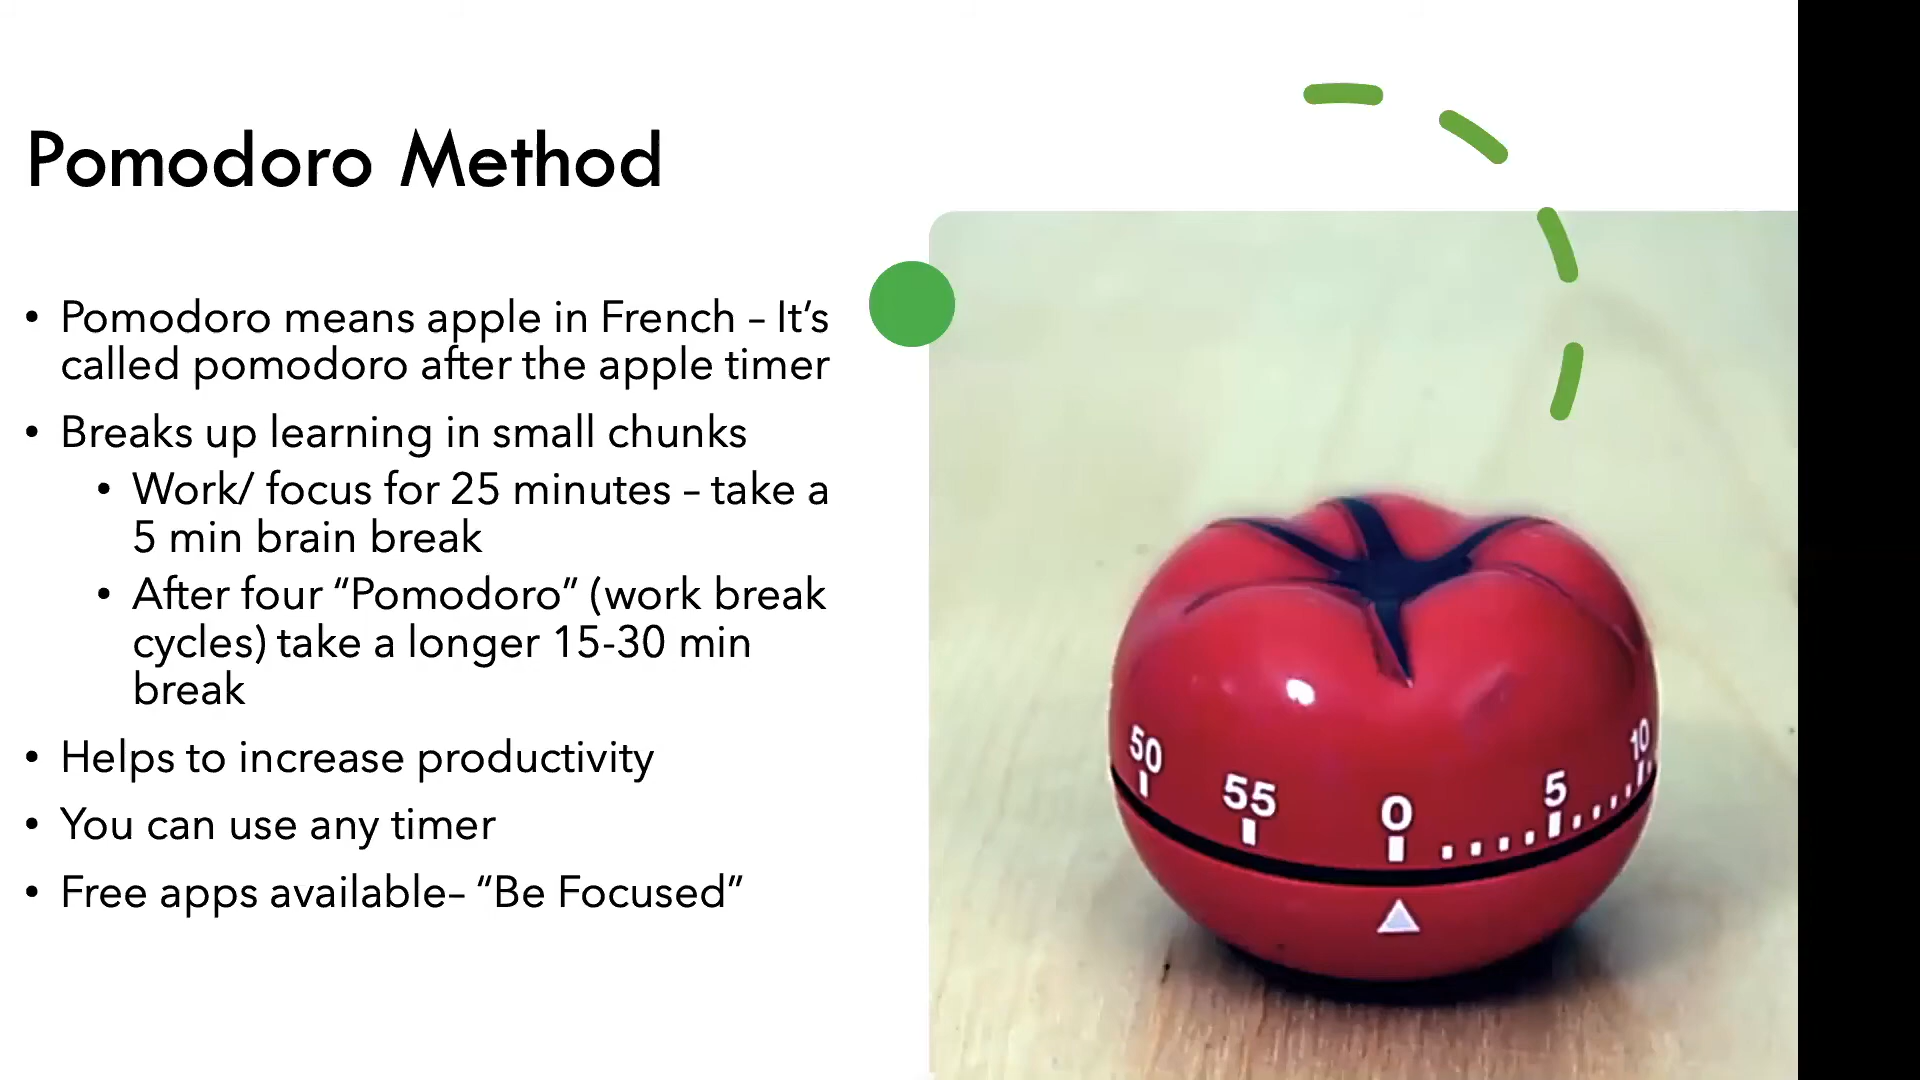 Pomodoro Method
• Pomodoro means apple in French – It’s
called pomodoro after the apple timer
• Breaks up learning in small chunks
• Work/ focus for 25 minutes – take a
5 min brain break
• After four “Pomodoro” (work break
cycles) take a longer 15-30 min
break
• Helps to increase productivity
• You can use any timer
• Free apps available– “Be Focused”
50 55 0 5 10